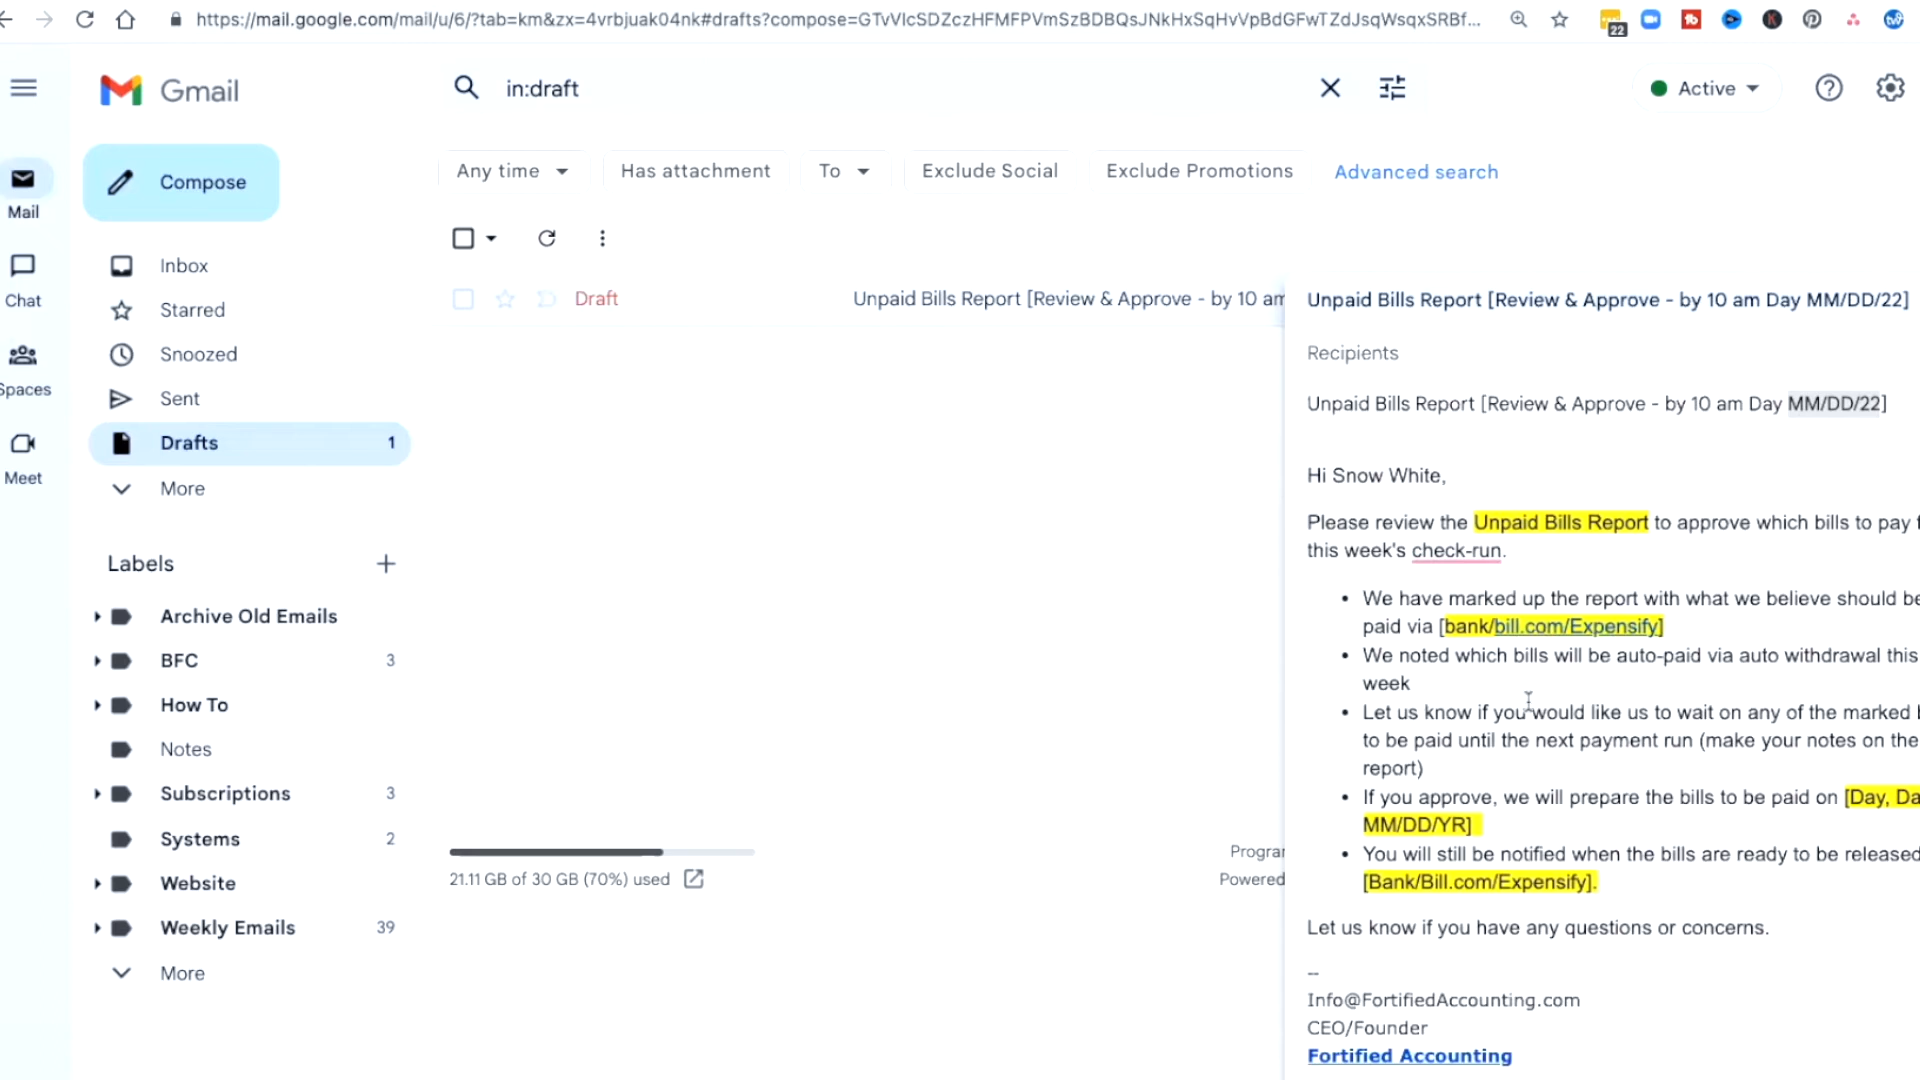 https://mail.google.com/mail/u/6/?tab=km&zx=4vrbjuak04nk#drafts?compose=GTvVlcSDZczHFMFPVmSzBDBQsJNkHxSqHvVpBdGFwTZdJsqWsqxSRBf...
22
Gmail
in:draft
Active
Any time
Has attachment
To
Exclude Social
Exclude Promotions
Advanced search
Compose
Mail
Chat
Spaces
Meet
Inbox
Starred
Snoozed
Sent
Drafts 1
More
Labels
Archive Old Emails
BFC 3
How To
Notes
Subscriptions 3
Systems 2
Website
Weekly Emails 39
More
Draft Unpaid Bills Report [Review & Approve - by 10 am
21.11 GB of 30 GB (70%) used
Powered
Unpaid Bills Report [Review & Approve - by 10 am Day MM/DD/22]
Recipients
Unpaid Bills Report [Review & Approve - by 10 am Day MM/DD/22]
Hi Snow White,
Please review the Unpaid Bills Report to approve which bills to pay
this week's check-run.
• We have marked up the report with what we believe should be
paid via [bank/bill.com/Expensify]
• We noted which bills will be auto-paid via auto withdrawal this
week
• Let us know if you would like us to wait on any of the marked
to be paid until the next payment run (make your notes on the
report)
• If you approve, we will prepare the bills to be paid on [Day,
MM/DD/YR]
• You will still be notified when the bills are ready to be released
[Bank/Bill.com/Expensify].
Let us know if you have any questions or concerns.
--
Info@FortifiedAccounting.com
CEO/Founder
Fortified Accounting